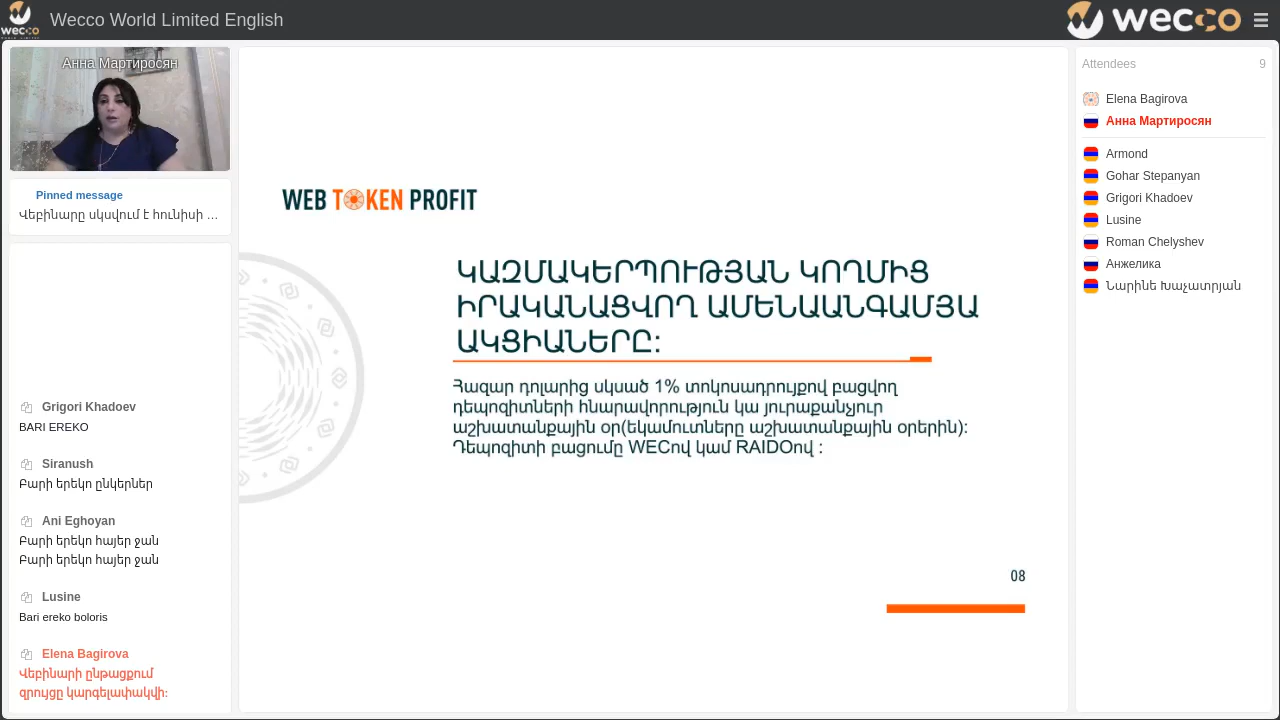 wecco
Wecco World Limited English
wecco
Анна Мартиросян
Pinned message
Վեբինարը սկսվում է հունիսի ...
Grigori Khadoev
BARI EREKO
Siranush
Բարի երեկո ընկերներ
Ani Eghoyan
Բարի երեկո հայեր ջան
Բարի երեկո հայեր ջան
Lusine
Bari ereko boloris
Elena Bagirova
Վեբինարի ընթացքում
զրույցը կարգելափակվի:
WEB TOKEN PROFIT
ԿԱԶՄԱԿԵՐՊՈՒԹՅԱՆ ԿՈՂՄԻՑ
ԻՐԱԿԱՆԱՑՎՈՂ ԱՄԵՆԱԱՆԳԱՄՅԱ
ԱԿՑԻԱՆԵՐԸ:
Հազար դոլարից սկսած 1% տոկոսադրույքով բացվող
դեպոզիտների հնարավորություն կա յուրաքանչյուր
աշխատանքային օր(եկամուտները աշխատանքային օրերին):
Դեպոզիտի բացումը WECով կամ RAIDOով :
08
Attendees 9
Elena Bagirova
Анна Мартиросян
Armond
Gohar Stepanyan
Grigori Khadoev
Lusine
Roman Chelyshev
Анжелика
Նարինե Խաչատրյան